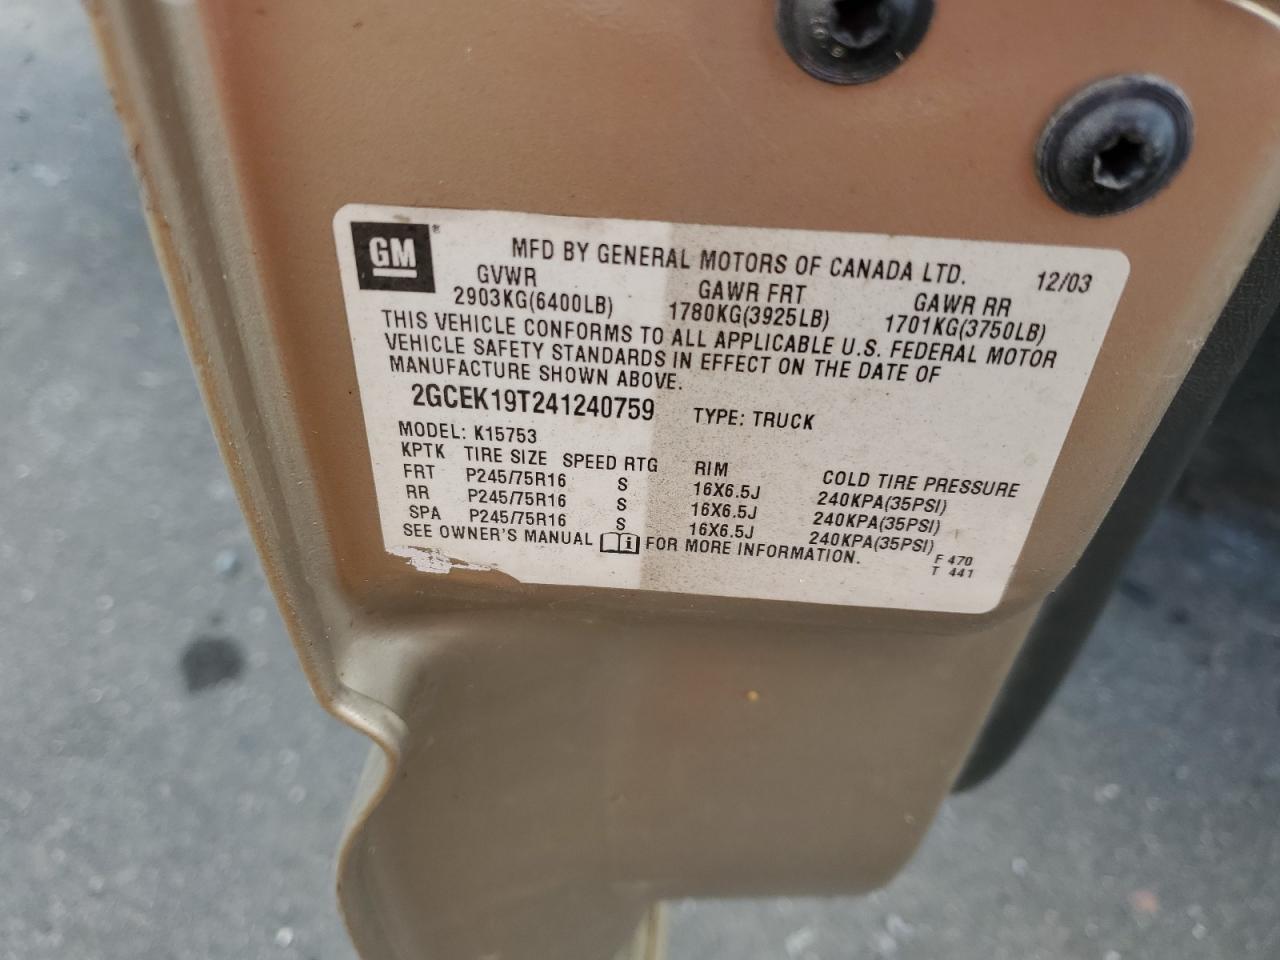 GM®
MFD BY GENERAL MOTORS OF CANADA LTD. 12/03
GVWR GAWR FRT GAWR RR
2903KG(6400LB) 1780KG(3925LB) 1701KG(3750LB)
THIS VEHICLE CONFORMS TO ALL APPLICABLE U.S. FEDERAL MOTOR
VEHICLE SAFETY STANDARDS IN EFFECT ON THE DATE OF
MANUFACTURE SHOWN ABOVE.
2GCEK19T241240759 TYPE: TRUCK
MODEL: K15753
KPTK TIRE SIZE SPEED RTG RIM COLD TIRE PRESSURE
FRT P245/75R16 S 16X6.5J 240KPA(35PSI)
RR P245/75R16 S 16X6.5J 240KPA(35PSI)
SPA P245/75R16 S 16X6.5J 240KPA(35PSI)
SEE OWNER'S MANUAL i FOR MORE INFORMATION.
F 470
T 441